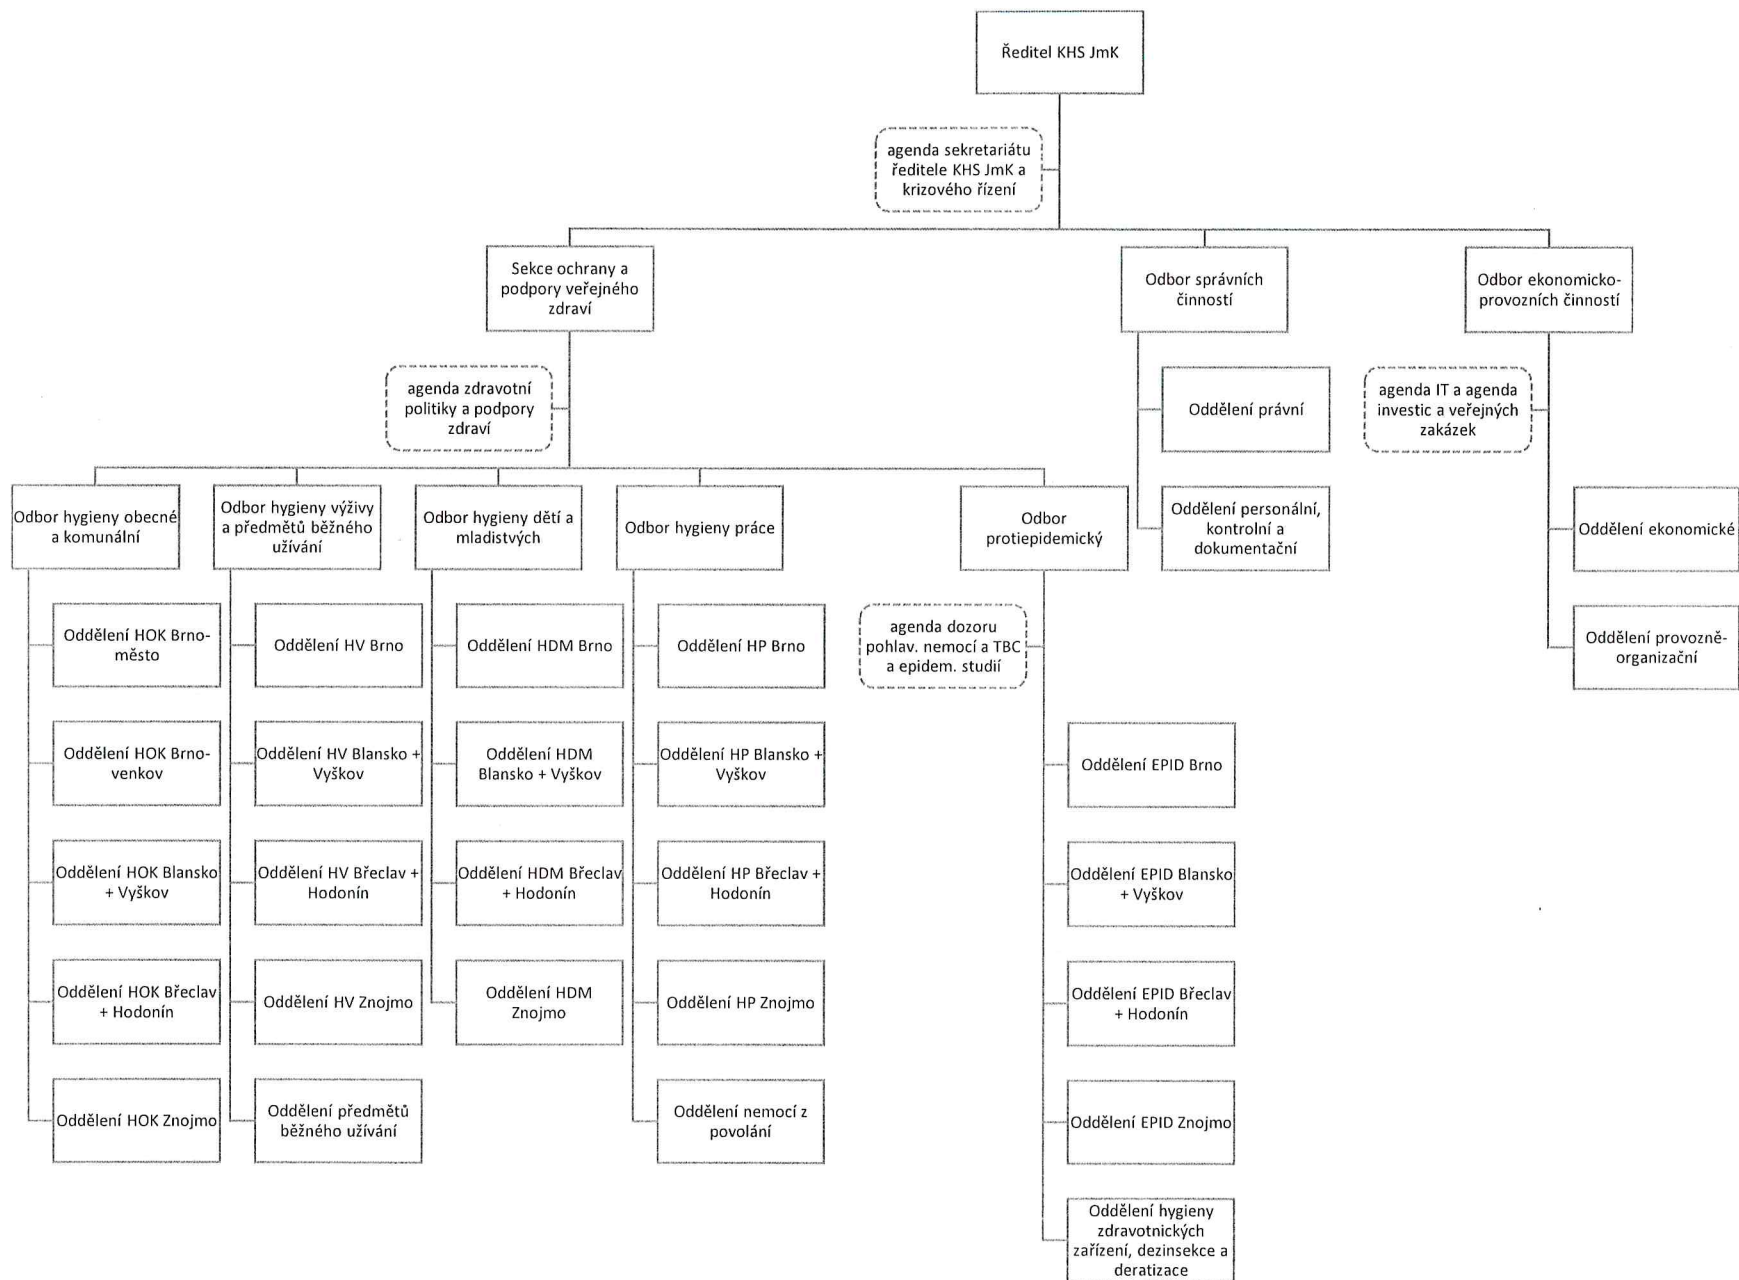 Ředitel KHS JmK
agenda sekretariátu
ředitele KHS JmK a
krizového řízení
Sekce ochrany a
podpory veřejného
zdraví
Odbor správních
činností
Odbor ekonomicko-
provozních činností
agenda zdravotní
politiky a podpory
zdraví
Oddělení právní
agenda IT a agenda
investic a veřejných
zakázek
Odbor hygieny obecné
a komunální
Odbor hygieny výživy
a předmětů běžného
užívání
Odbor hygieny dětí a
mladistvých
Odbor hygieny práce
Odbor
protiepidemický
Oddělení personální,
kontrolní a
dokumentační
Oddělení ekonomické
Oddělení HOK Brno-
město
Oddělení HV Brno
Oddělení HDM Brno
Oddělení HP Brno
agenda dozoru
pohlav. nemocí a TBC
a epidem. studií
Oddělení provozně-
organizační
Oddělení HOK Brno-
venkov
Oddělení HV Blansko +
Vyškov
Oddělení HDM
Blansko + Vyškov
Oddělení HP Blansko +
Vyškov
Oddělení EPID Brno
Oddělení HOK Blansko
+ Vyškov
Oddělení HV Břeclav +
Hodonín
Oddělení HDM Břeclav
+ Hodonín
Oddělení HP Břeclav +
Hodonín
Oddělení EPID Blansko
+ Vyškov
Oddělení HOK Břeclav
+ Hodonín
Oddělení HV Znojmo
Oddělení HDM
Znojmo
Oddělení HP Znojmo
Oddělení EPID Břeclav
+ Hodonín
Oddělení HOK Znojmo
Oddělení předmětů
běžného užívání
Oddělení nemocí z
povolání
Oddělení EPID Znojmo
Oddělení hygieny
zdravotnických
zařízení, dezinsekce a
deratizace